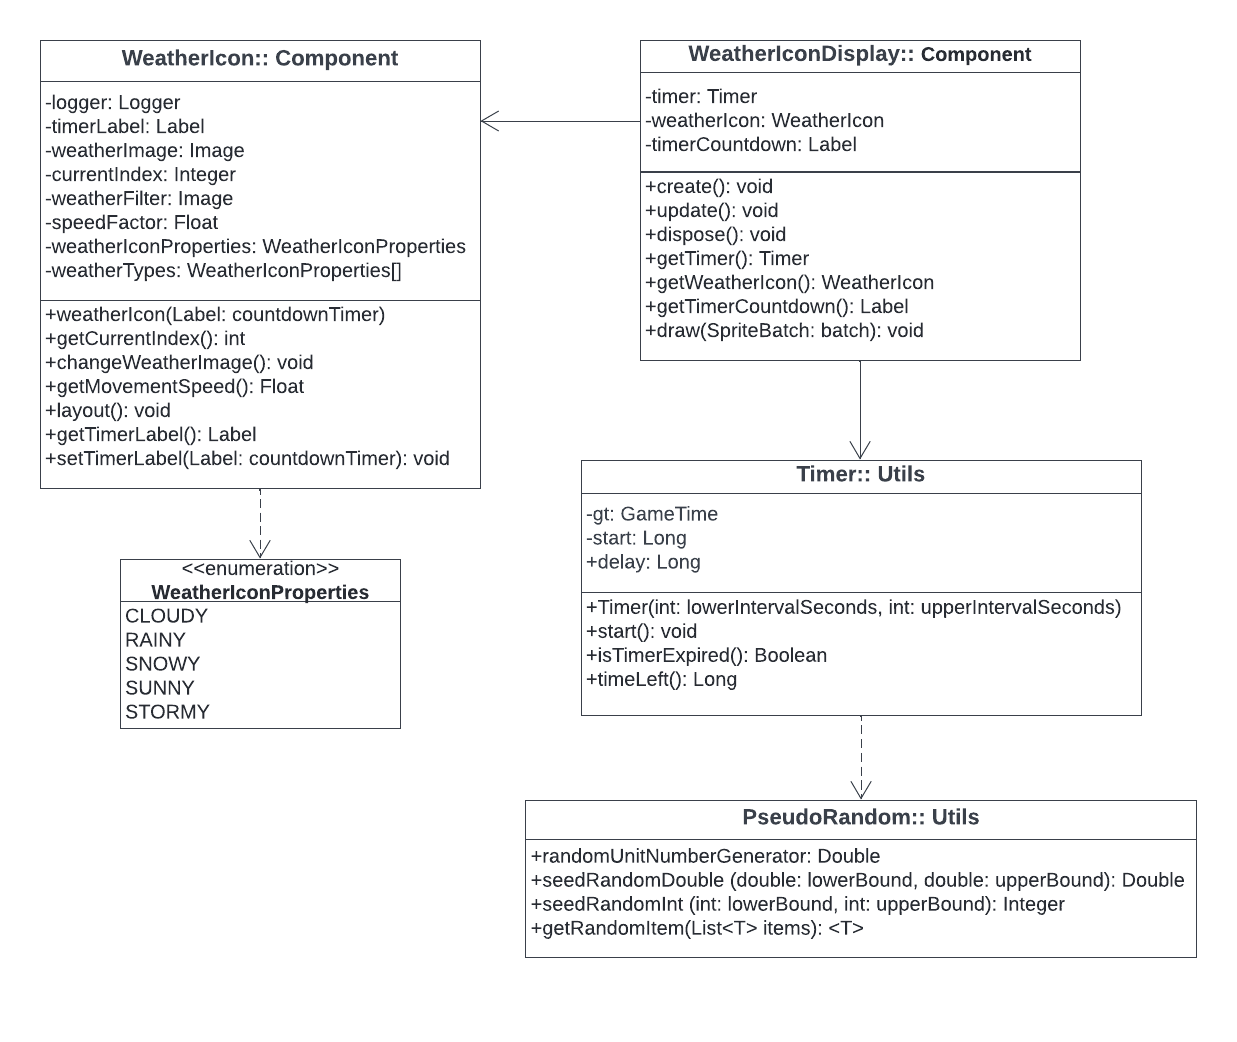 WeatherIcon:: Component
-logger: Logger
-timerLabel: Label
-weatherImage: Image
-currentIndex: Integer
-weatherFilter: Image
-speedFactor: Float
-weatherIconProperties: WeatherIconProperties
-weatherTypes: WeatherIconProperties[]
+weatherIcon(Label: countdownTimer)
+getCurrentIndex(): int
+changeWeatherImage(): void
+getMovementSpeed(): Float
+layout(): void
+getTimerLabel(): Label
+setTimerLabel(Label: countdownTimer): void
<<enumeration>>
WeatherIconProperties
CLOUDY
RAINY
SNOWY
SUNNY
STORMY
WeatherIconDisplay:: Component
-timer: Timer
-weatherIcon: WeatherIcon
-timerCountdown: Label
+create(): void
+update(): void
+dispose(): void
+getTimer(): Timer
+getWeatherIcon(): WeatherIcon
+getTimerCountdown(): Label
+draw(SpriteBatch: batch): void
Timer:: Utils
-gt: GameTime
-start: Long
+delay: Long
+Timer(int: lowerIntervalSeconds, int: upperIntervalSeconds)
+start(): void
+isTimerExpired(): Boolean
+timeLeft(): Long
PseudoRandom:: Utils
+randomUnitNumberGenerator: Double
+seedRandomDouble (double: lowerBound, double: upperBound): Double
+seedRandomInt (int: lowerBound, int: upperBound): Integer
+getRandomItem(List<T> items): <T>